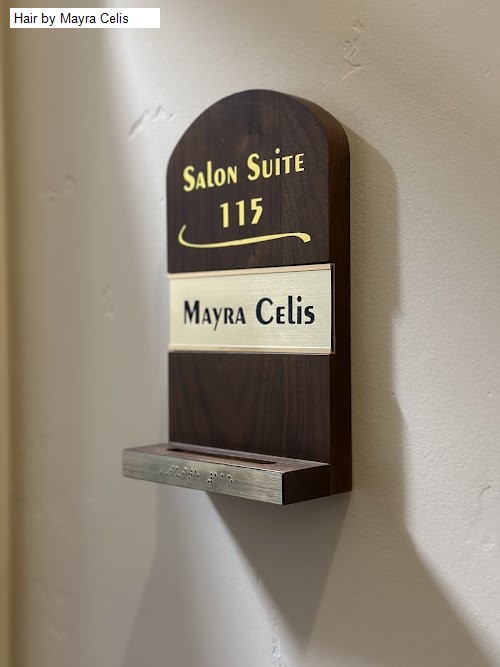 Hair by Mayra Celis
Salon Suite
115
Mayra Celis